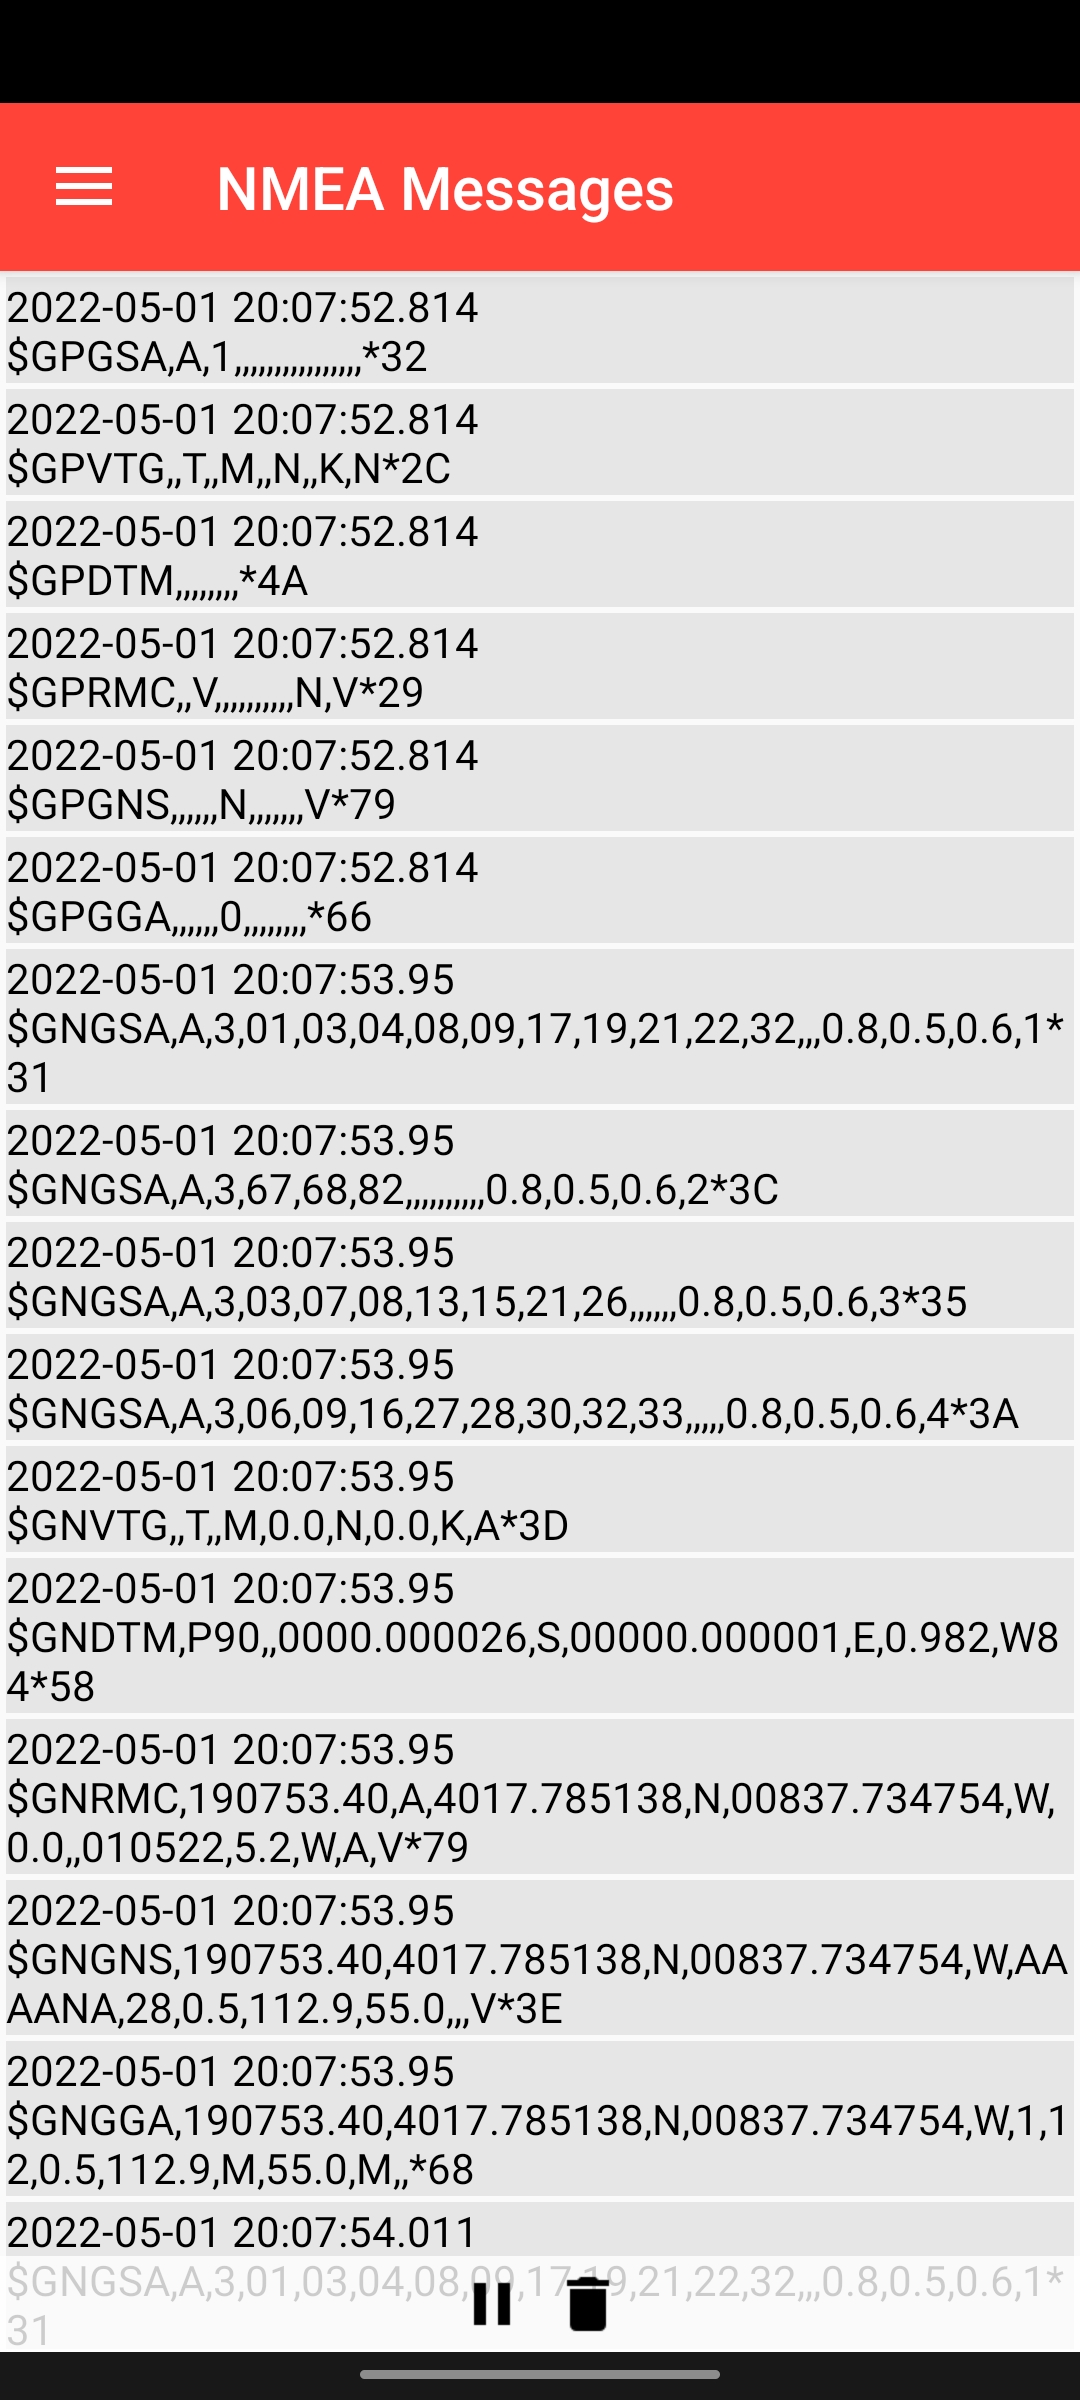 NMEA Messages
2022-05-01 20:07:52.814
$GPGSA,A,1,,,,,,,,,,,,,,,,*32
2022-05-01 20:07:52.814
$GPVTG,,T,,M,,N,,K,N*2C
2022-05-01 20:07:52.814
$GPDTM,,,,,,,,*4A
2022-05-01 20:07:52.814
$GPRMC,,V,,,,,,,,,,N,V*29
2022-05-01 20:07:52.814
$GPGNS,,,,,,N,,,,,,,V*79
2022-05-01 20:07:52.814
$GPGGA,,,,,,0,,,,,,,,*66
2022-05-01 20:07:53.95
$GNGSA,A,3,01,03,04,08,09,17,19,21,22,32,,,0.8,0.5,0.6,1*
31
2022-05-01 20:07:53.95
$GNGSA,A,3,67,68,82,,,,,,,,,,0.8,0.5,0.6,2*3C
2022-05-01 20:07:53.95
$GNGSA,A,3,03,07,08,13,15,21,26,,,,,,0.8,0.5,0.6,3*35
2022-05-01 20:07:53.95
$GNGSA,A,3,06,09,16,27,28,30,32,33,,,,,0.8,0.5,0.6,4*3A
2022-05-01 20:07:53.95
$GNVTG,,T,,M,0.0,N,0.0,K,A*3D
2022-05-01 20:07:53.95
$GNDTM,P90,,0000.000026,S,00000.000001,E,0.982,W8
4*58
2022-05-01 20:07:53.95
$GNRMC,190753.40,A,4017.785138,N,00837.734754,W,
0.0,,010522,5.2,W,A,V*79
2022-05-01 20:07:53.95
$GNGNS,190753.40,4017.785138,N,00837.734754,W,AA
AANA,28,0.5,112.9,55.0,,,V*3E
2022-05-01 20:07:53.95
$GNGGA,190753.40,4017.785138,N,00837.734754,W,1,1
2,0.5,112.9,M,55.0,M,,*68
2022-05-01 20:07:54.011
$GNGSA,A,3,01,03,04,08,09,17,19,21,22,32,,,0.8,0.5,0.6,1*
31